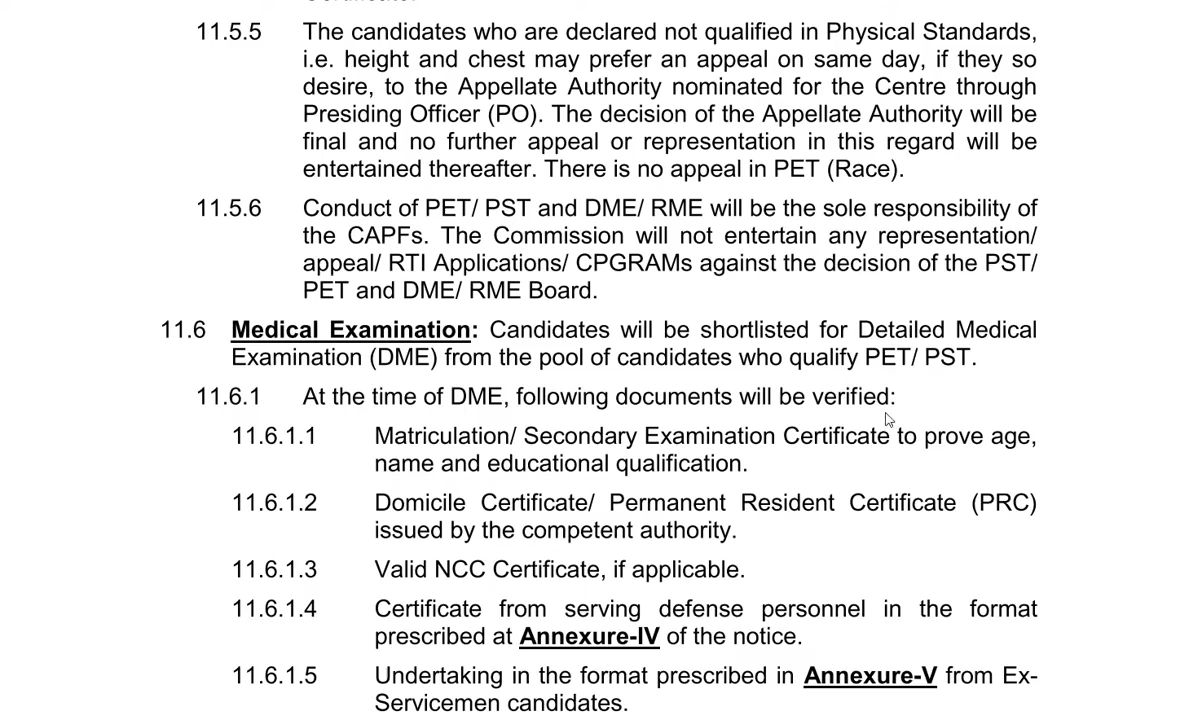 11.5.5 The candidates who are declared not qualified in Physical Standards,
i.e. height and chest may prefer an appeal on same day, if they so
desire, to the Appellate Authority nominated for the Centre through
Presiding Officer (PO). The decision of the Appellate Authority will be
final and no further appeal or representation in this regard will be
entertained thereafter. There is no appeal in PET (Race).
11.5.6 Conduct of PET/ PST and DME/ RME will be the sole responsibility of
the CAPFs. The Commission will not entertain any representation/
appeal/ RTI Applications/ CPGRAMs against the decision of the PST/
PET and DME/ RME Board.
11.6 Medical Examination: Candidates will be shortlisted for Detailed Medical
Examination (DME) from the pool of candidates who qualify PET/ PST.
11.6.1 At the time of DME, following documents will be verified:
11.6.1.1 Matriculation/ Secondary Examination Certificate to prove age,
name and educational qualification.
11.6.1.2 Domicile Certificate/ Permanent Resident Certificate (PRC)
issued by the competent authority.
11.6.1.3 Valid NCC Certificate, if applicable.
11.6.1.4 Certificate from serving defense personnel in the format
prescribed at Annexure-IV of the notice.
11.6.1.5 Undertaking in the format prescribed in Annexure-V from Ex-
Servicemen candidates.